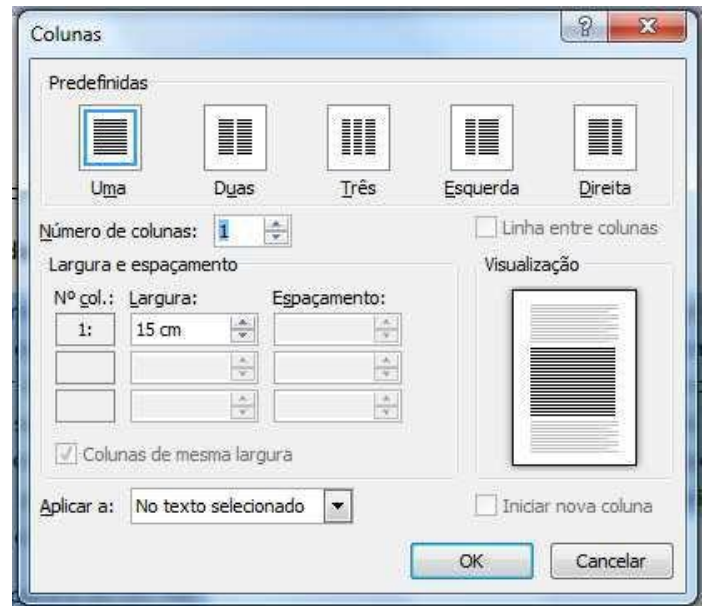 Colunas
Predefinidas
Uma Duas Três Esquerda Direita
Número de colunas: 1
Linha entre colunas
Largura e espaçamento
Visualização
Nº col.: Largura: Espaçamento:
1: 15 cm
Colunas de mesma largura
Aplicar a: No texto selecionado
Iniciar nova coluna
OK Cancelar